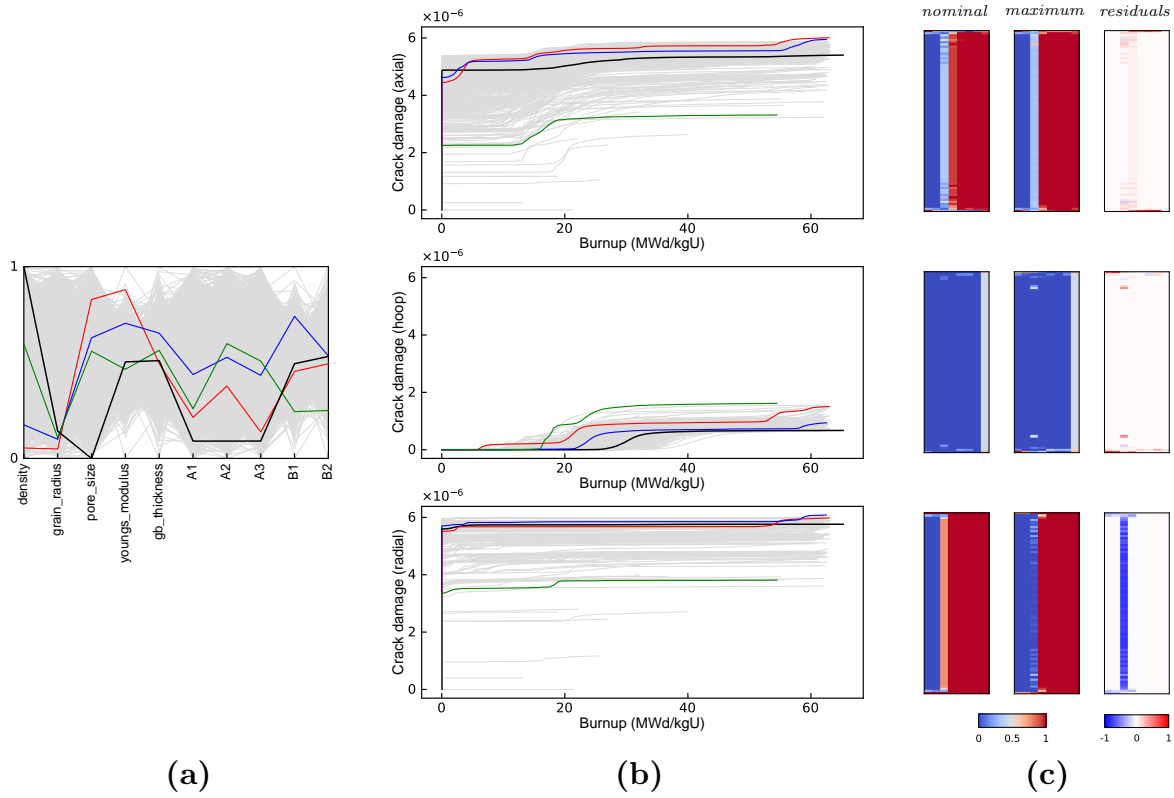 1
0
density
grain_radius
pore_size
youngs_modulus
gb_thickness
A1
A2
A3
B1
B2
(a)
×10⁻⁶
6
4
2
0
Crack damage (axial)
0 20 40 60
Burnup (MWd/kgU)
×10⁻⁶
6
4
2
0
Crack damage (hoop)
0 20 40 60
Burnup (MWd/kgU)
×10⁻⁶
6
4
2
0
Crack damage (radial)
0 20 40 60
Burnup (MWd/kgU)
(b)
nominal maximum residuals
0 0.5 1
-1 0 1
(c)